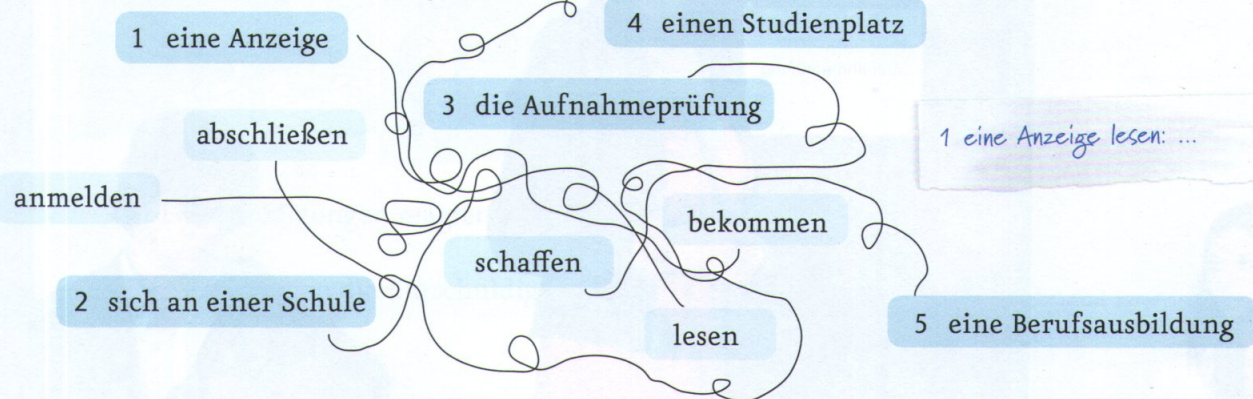 4 einen Studienplatz
1 eine Anzeige
3 die Aufnahmeprüfung
abschließen
1 eine Anzeige lesen: ...
anmelden
bekommen
schaffen
2 sich an einer Schule
lesen
5 eine Berufsausbildung